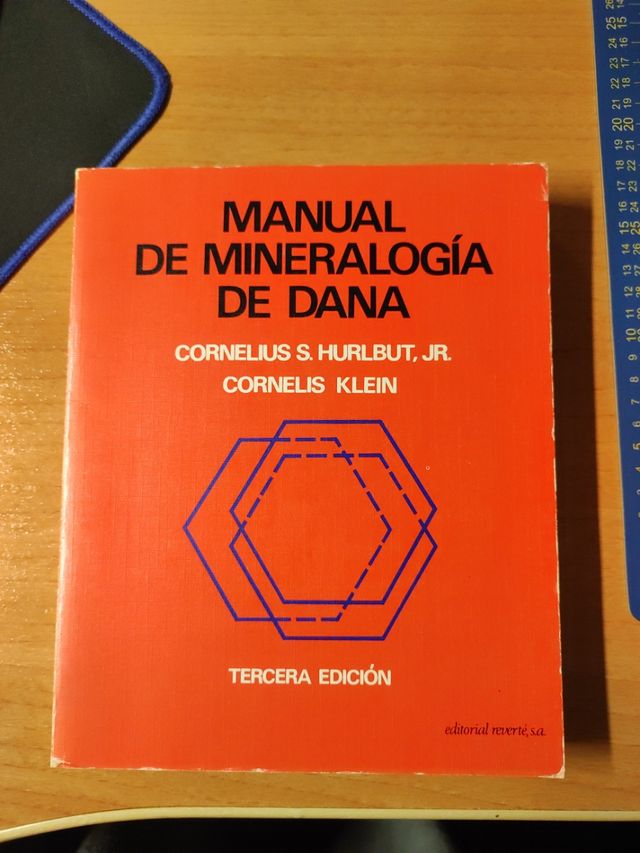 MANUAL
DE MINERALOGÍA
DE DANA
CORNELIUS S. HURLBUT, JR.
CORNELIS KLEIN
TERCERA EDICIÓN
editorial reverté, s.a.